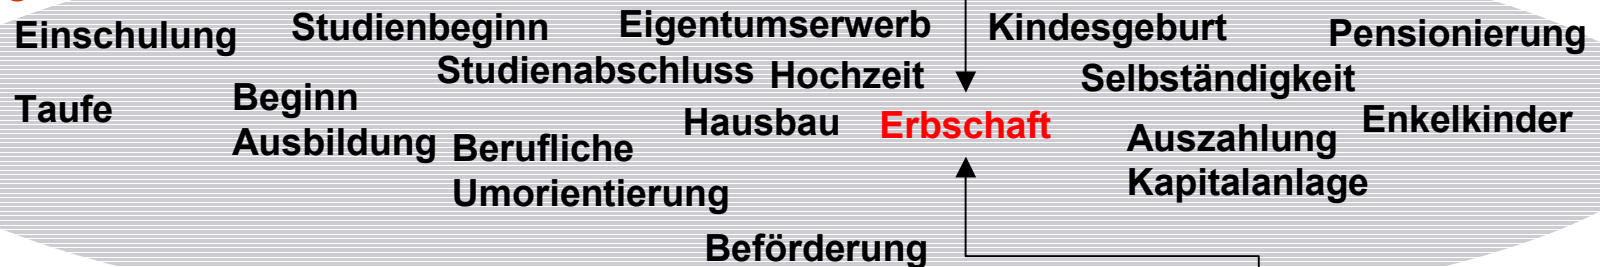 Einschulung
Studienbeginn
Eigentumserwerb
Kindesgeburt
Pensionierung
Studienabschluss
Hochzeit
Selbständigkeit
Taufe
Beginn
Ausbildung
Hausbau
Erbschaft
Enkelkinder
Berufliche
Umorientierung
Auszahlung
Kapitalanlage
Beförderung